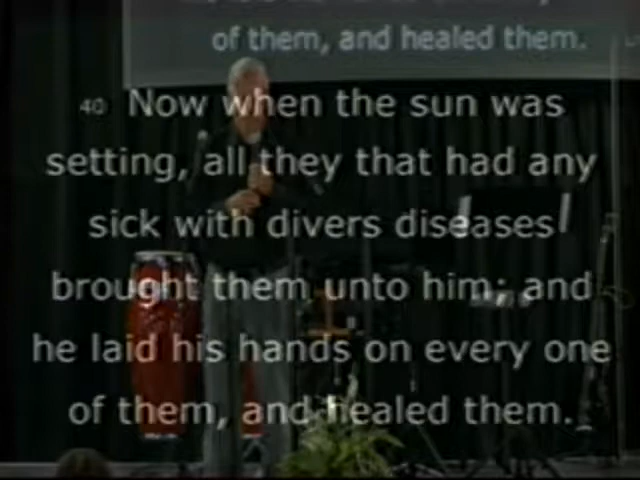 of them, and healed them.
40 Now when the sun was
setting, all they that had any
sick with divers diseases
brought them unto him; and
he laid his hands on every one
of them, and healed them.